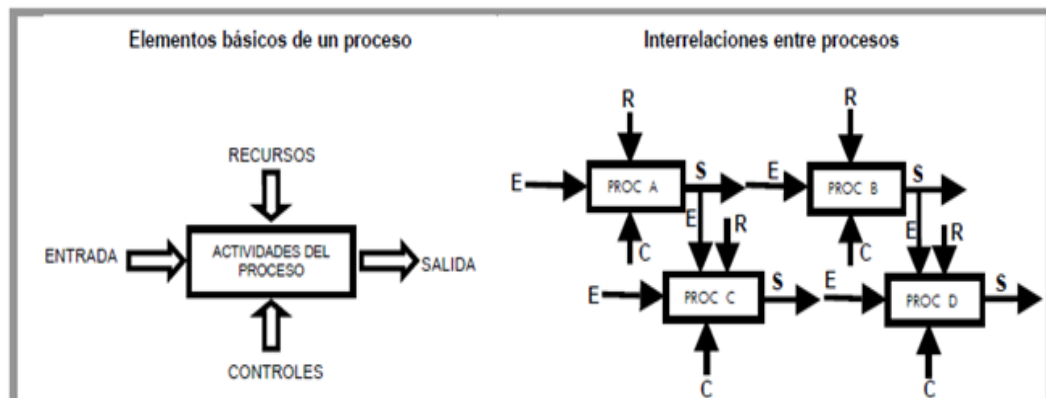 Elementos básicos de un proceso
RECURSOS
ENTRADA
ACTIVIDADES DEL
PROCESO
SALIDA
CONTROLES
Interrelaciones entre procesos
R
R
E
PROC A
S
E
PROC B
S
E
R
E
R
C
C
E
PROC C
S
E
PROC D
S
C
C